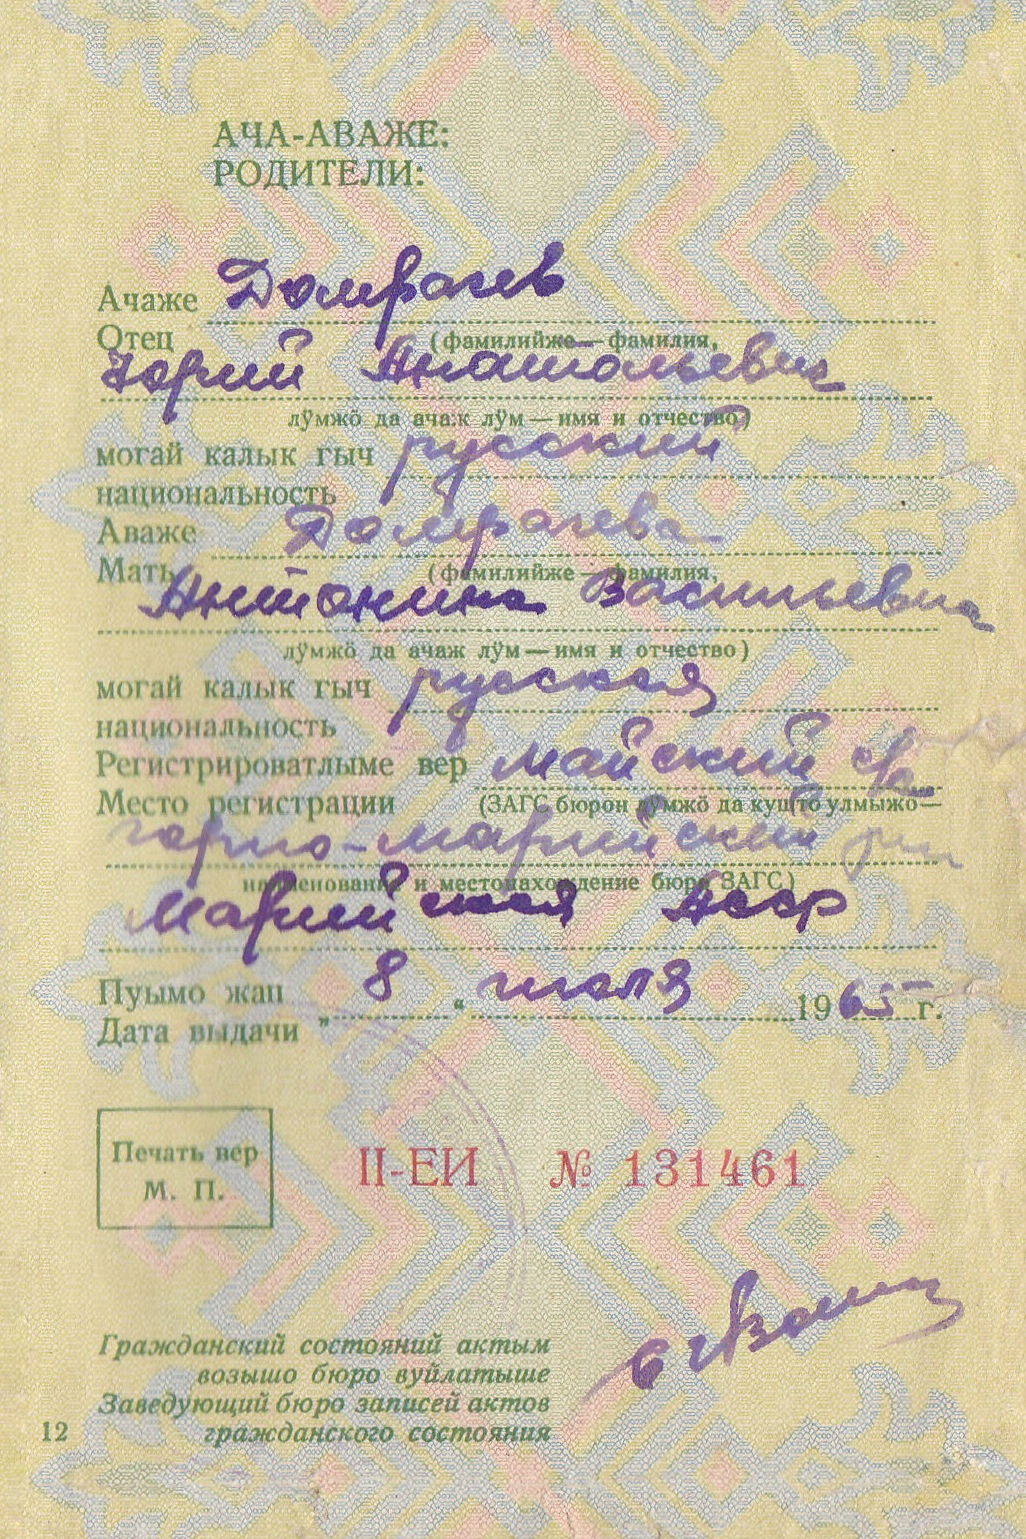 АЧА-АВАЖЕ:
РОДИТЕЛИ:
Ачаже Домрачев
Отец (фамилийже—фамилия,
Юрий Анатольевич
лӱмжӧ да ачаж лӱм—имя и отчество)
могай калык гыч русский
национальность
Аваже Домрачева
Мать (фамилийже—фамилия,
Антонина Васильевна
лӱмжӧ да ачаж лӱм—имя и отчество)
могай калык гыч русская
национальность
Регистрироватлыме вер Майский с/с
Место регистрации (ЗАГС бюрон лӱмжӧ да кушто улмыжо—
Горно-Марийский
наименование и местонахождение бюро ЗАГС)
Марийская АССР
Пуымо жап 8 июля 1965 г.
Дата выдачи „ “
Печать вер
М. П.
II-ЕИ № 131461
Гражданский состояний актым
возышо бюро вуйлатыше
Заведующий бюро записей актов
гражданского состояния
12